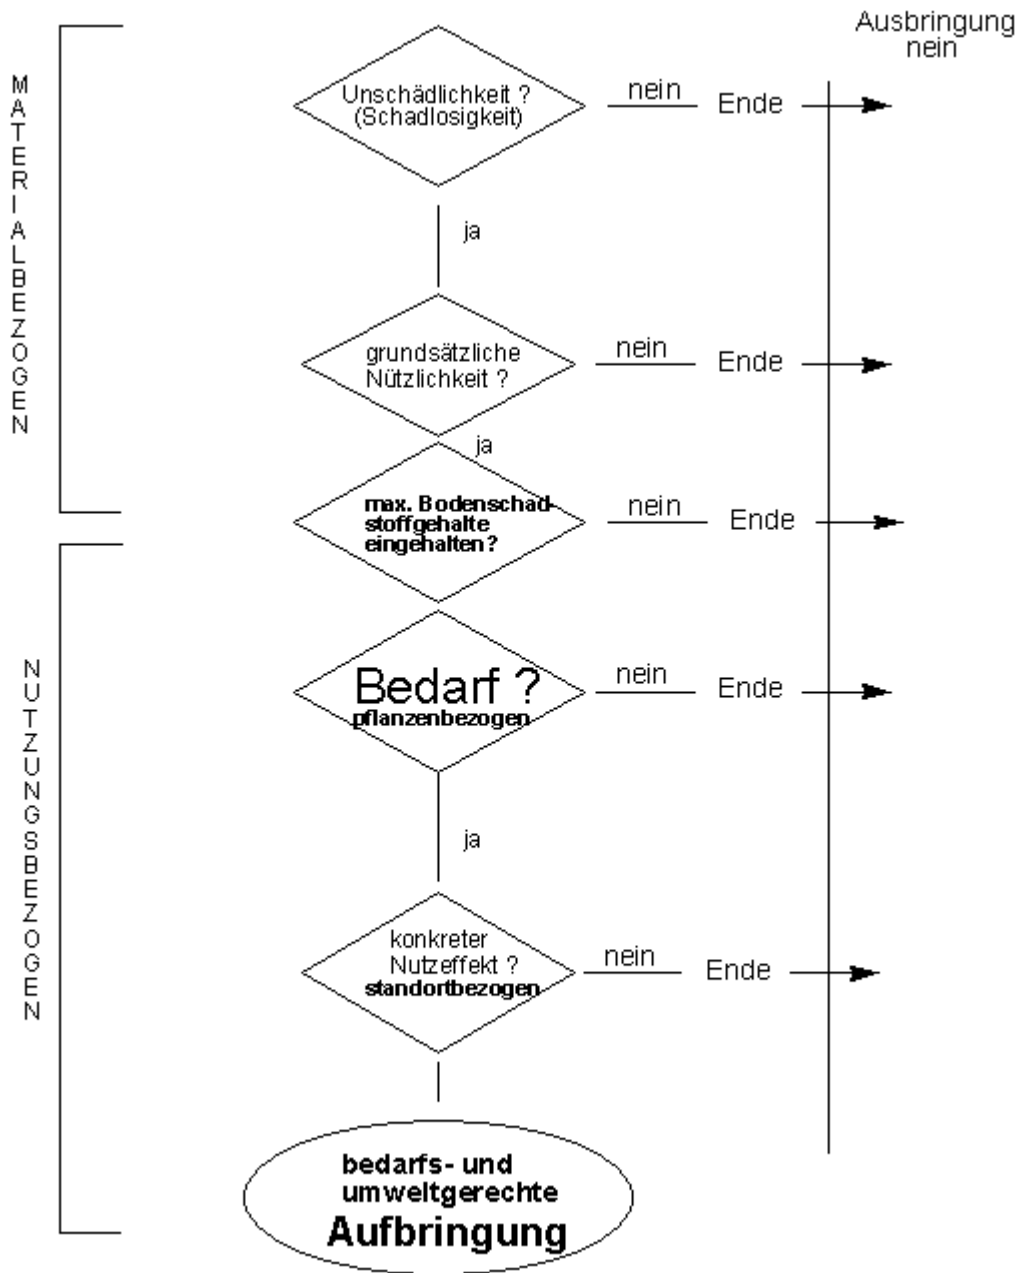 Ausbringung
nein
MATERIALBEZOGEN
Unschädlichkeit ?
(Schadlosigkeit)
nein
Ende
ja
grundsätzliche
Nützlichkeit ?
nein
Ende
ja
max. Bodenschad-
stoffgehalte
eingehalten?
nein
Ende
NUTZUNGSBEZOGEN
Bedarf ?
pflanzenbezogen
nein
Ende
ja
konkreter
Nutzeffekt ?
standortbezogen
nein
Ende
bedarfs- und
umweltgerechte
Aufbringung